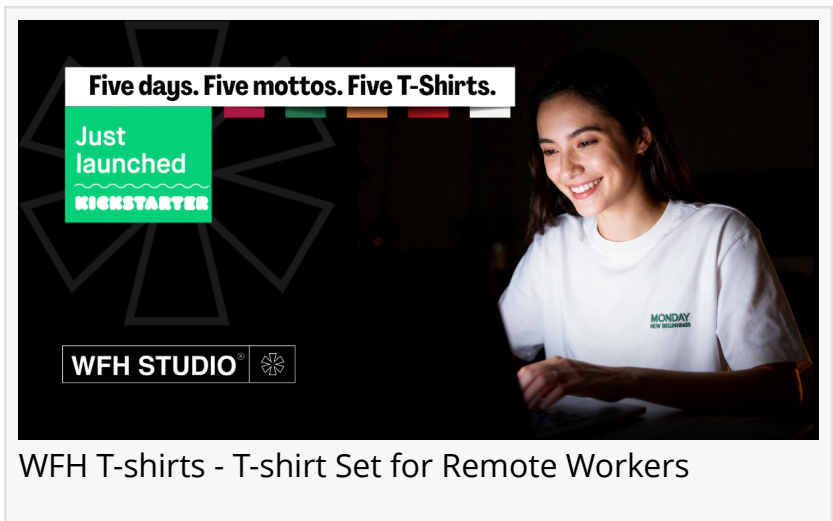 Five days. Five mottos. Five T-Shirts.
Just
launched
KICKSTARTER
MONDAY
NEW BEGINNINGS
WFH STUDIO®
WFH T-shirts - T-shirt Set for Remote Workers